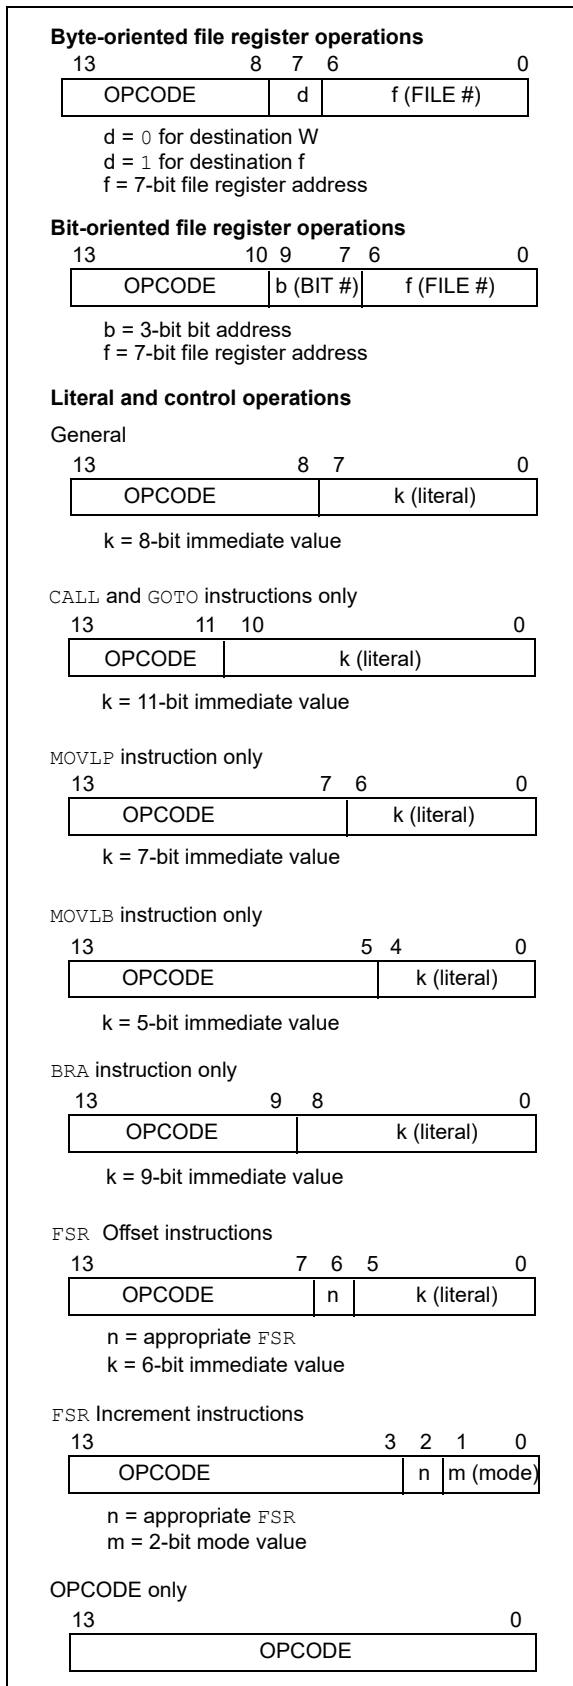 Byte-oriented file register operations
13 8 7 6 0
OPCODE d f (FILE #)
d = 0 for destination W
d = 1 for destination f
f = 7-bit file register address
Bit-oriented file register operations
13 10 9 7 6 0
OPCODE b (BIT #) f (FILE #)
b = 3-bit bit address
f = 7-bit file register address
Literal and control operations
General
13 8 7 0
OPCODE k (literal)
k = 8-bit immediate value
CALL and GOTO instructions only
13 11 10 0
OPCODE k (literal)
k = 11-bit immediate value
MOVLP instruction only
13 7 6 0
OPCODE k (literal)
k = 7-bit immediate value
MOVLB instruction only
13 5 4 0
OPCODE k (literal)
k = 5-bit immediate value
BRA instruction only
13 9 8 0
OPCODE k (literal)
k = 9-bit immediate value
FSR Offset instructions
13 7 6 5 0
OPCODE n k (literal)
n = appropriate FSR
k = 6-bit immediate value
FSR Increment instructions
13 3 2 1 0
OPCODE n m (mode)
n = appropriate FSR
m = 2-bit mode value
OPCODE only
13 0
OPCODE